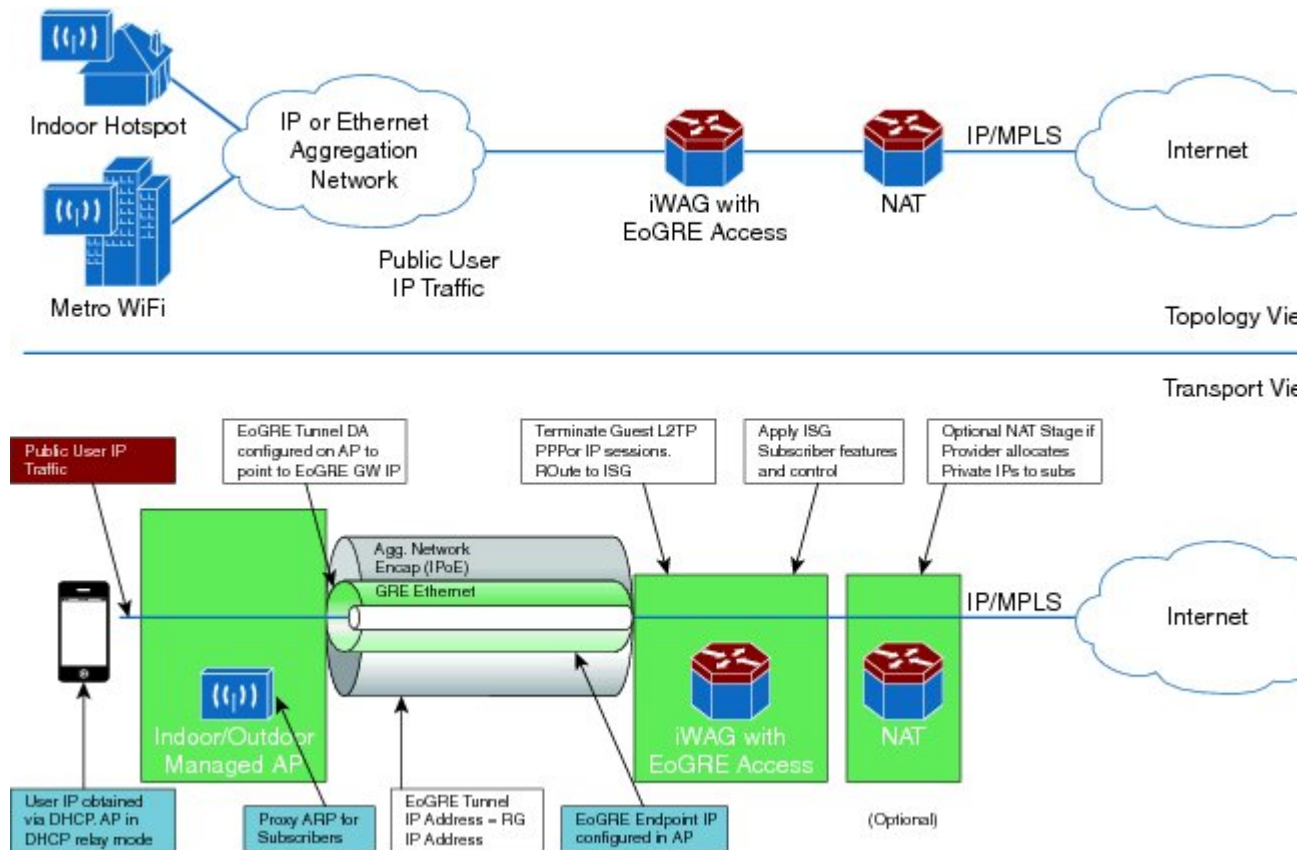 Indoor Hotspot
IP or Ethernet
Aggregation
Network
IP/MPLS
Internet
iWAG with
EoGRE Access
NAT
Public User
IP Traffic
Metro WiFi
Topology Vie
Transport Vie
Public User IP
Traffic
EoGRE Tunnel DA
configured on AP to
point to EoGRE GW IP
Terminate Guest L2TP
PPPor IP sessions.
ROute to ISG
Apply ISG
Subscriber features
and control
Optional NAT Stage if
Provider allocates
Private IPs to subs
Agg. Network
Encap (IPoE)
GRE Ethernet
IP/MPLS
Internet
Indoor/Outdoor
Managed AP
iWAG with
EoGRE Access
NAT
User IP obtained
via DHCP. AP in
DHCP relay mode
Proxy ARP for
Subscribers
EoGRE Tunnel
IP Address = RG
IP Address
EoGRE Endpoint IP
configured in AP
(Optional)